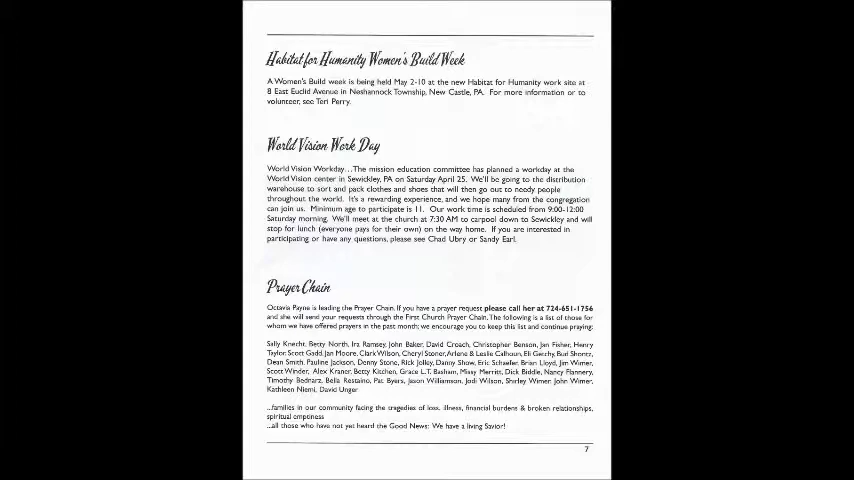 Habitat for Humanity Women's Build Week
A Women's Build week is being held May 2-10 at the new Habitat for Humanity work site at
8 East Euclid Avenue in Neshannock Township, New Castle, PA. For more information or to
volunteer, see Teri Perry.
World Vision Work Day
World Vision Workday…The mission education committee has planned a workday at the
World Vision center in Sewickley, PA on Saturday April 25. We'll be going to the distribution
warehouse to sort and pack clothes and shoes that will then go out to needy people
throughout the world. It's a rewarding experience, and we hope many from the congregation
can join us. Minimum age to participate is 11. Our work time is scheduled from 9:00-12:00
Saturday morning. We'll meet at the church at 7:30 AM to carpool down to Sewickley and will
stop for lunch (everyone pays for their own) on the way home. If you are interested in
participating or have any questions, please see Chad Ubry or Sandy Earl.
Prayer Chain
Octavia Payne is leading the Prayer Chain. If you have a prayer request please call her at 724-651-1756
and she will send your requests through the First Church Prayer Chain. The following is a list of those for
whom we have offered prayers in the past month; we encourage you to keep this list and continue praying:
Sally Knecht, Betty North, Ira Ramsey, John Baker, David Croach, Christopher Benson, Jan Fisher, Henry
Taylor, Scott Gadd, Jan Moore, Clark Wilson, Cheryl Stoner, Arlene & Leslie Calhoun, Eli Getchy, Burl Shontz,
Dean Smith, Pauline Jackson, Denny Stone, Rick Jolley, Danny Show, Eric Schaefer, Brian Lloyd, Jim Wimer,
Scott Winder, Alex Kraner, Betty Kitchen, Grace L.T. Basham, Missy Merritt, Dick Biddle, Nancy Flannery,
Timothy Bednarz, Bella Restaino, Pat Byers, Jason Williamson, Jodi Wilson, Shirley Wimer, John Wimer,
Kathleen Niemi, David Unger
...families in our community facing the tragedies of loss, illness, financial burdens & broken relationships,
spiritual emptiness
...all those who have not yet heard the Good News: We have a living Savior!
7